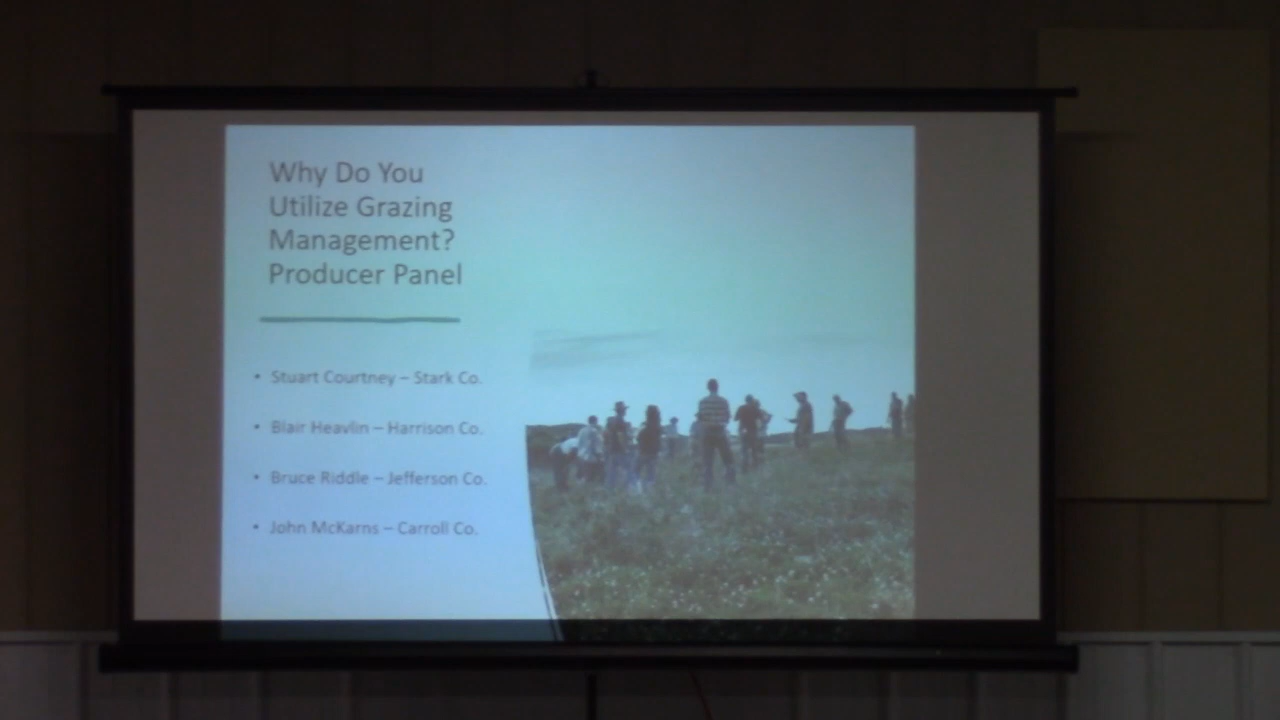 Why Do You
Utilize Grazing
Management?
Producer Panel
• Stuart Courtney – Stark Co.
• Blair Heavlin – Harrison Co.
• Bruce Riddle – Jefferson Co.
• John McKarns – Carroll Co.